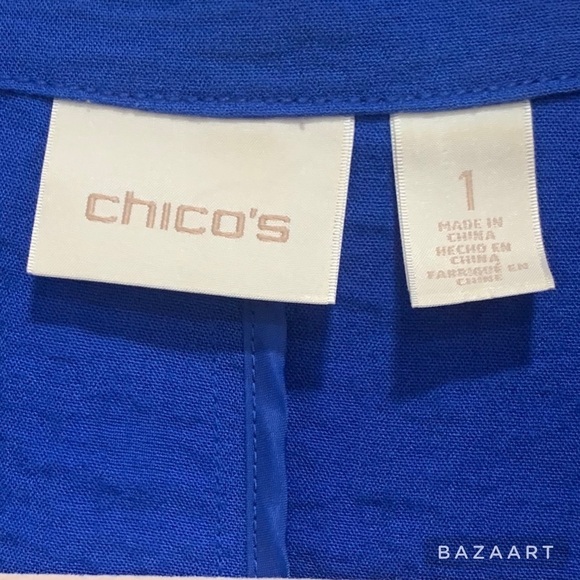 chico's
1
MADE IN
CHINA
HECHO EN
CHINA
FABRIQUÉ EN
CHINE
BAZAART